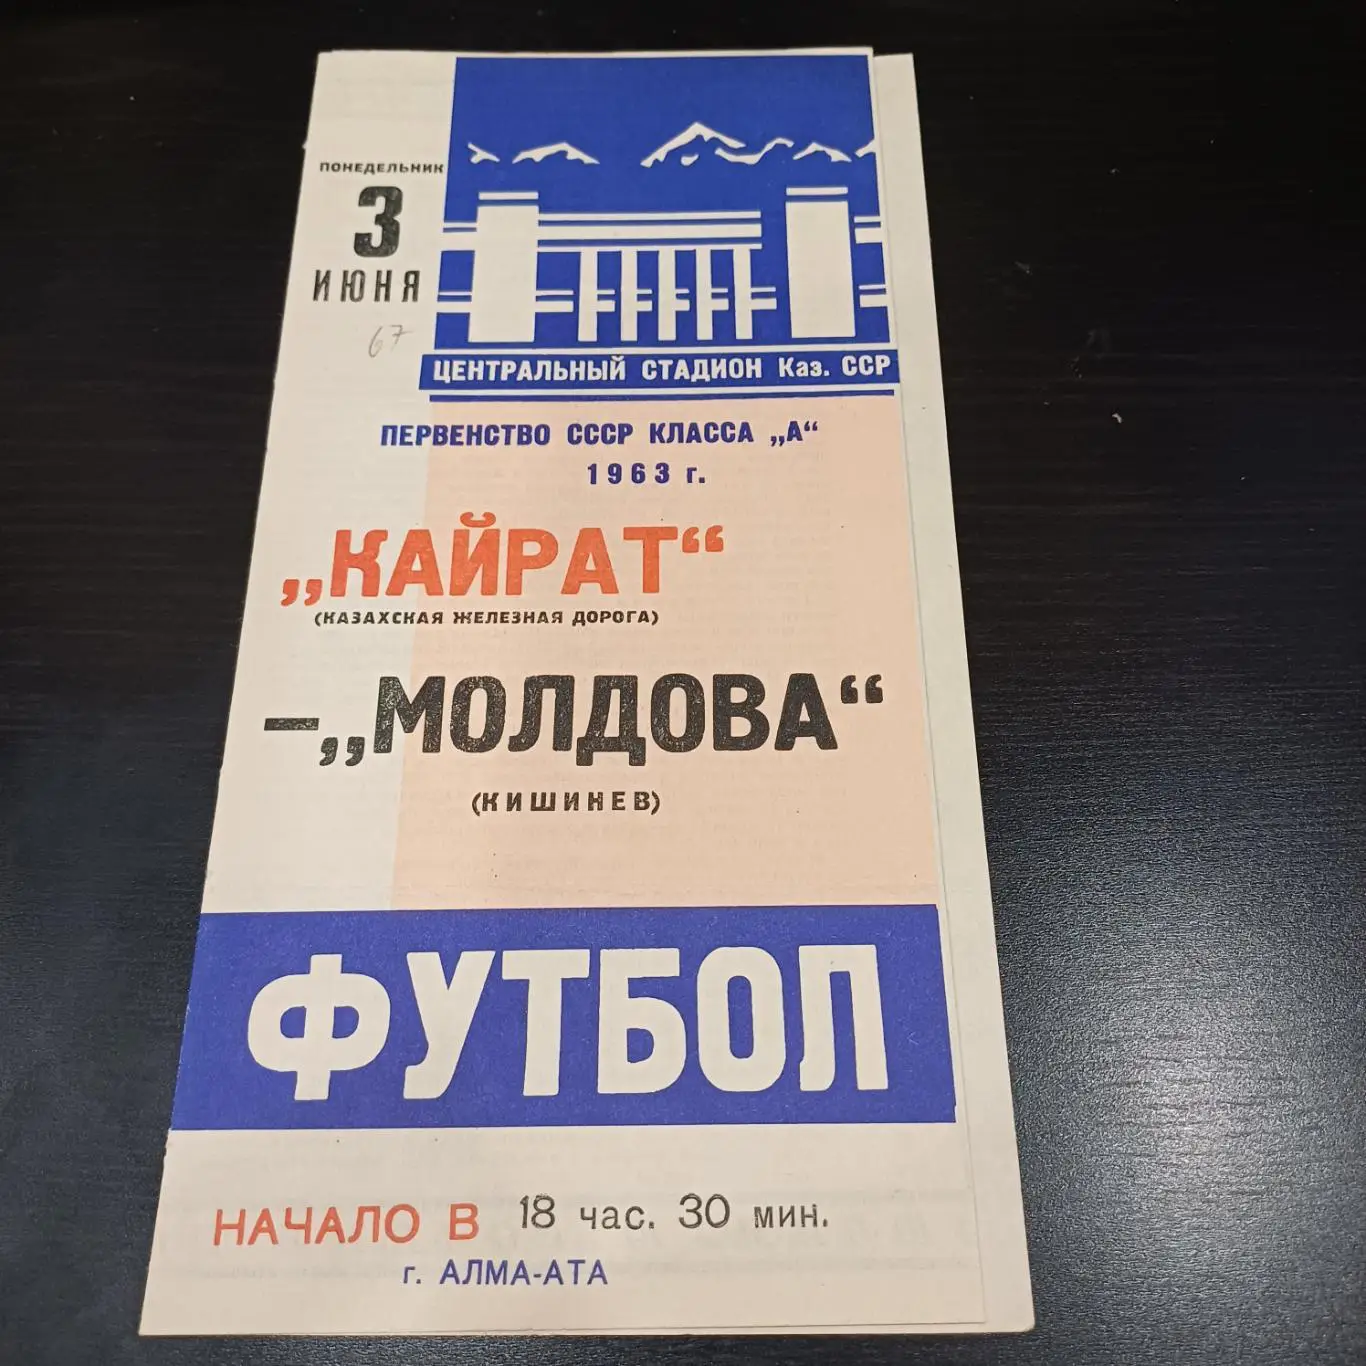 ПОНЕДЕЛЬНИК
3
ИЮНЯ
67
ЦЕНТРАЛЬНЫЙ СТАДИОН Каз. ССР
ПЕРВЕНСТВО СССР КЛАССА „А“
1963 г.
„КАЙРАТ“
(КАЗАХСКАЯ ЖЕЛЕЗНАЯ ДОРОГА)
–„МОЛДОВА“
(КИШИНЕВ)
ФУТБОЛ
НАЧАЛО В 18 час. 30 мин.
г. АЛМА-АТА